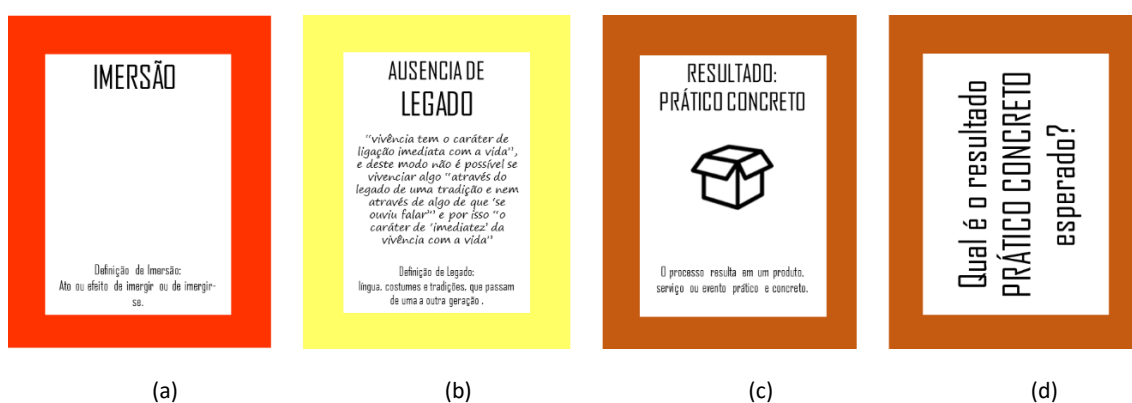 IMERSÃO
Definição de Imersão:
Ato ou efeito de imergir ou de imergir-
se.
(a)
AUSENCIA DE
LEGADO
“vivência tem o caráter de
ligação imediata com a vida”,
e deste modo não é possível se
vivenciar algo “através do
legado de uma tradição e nem
através de algo de que ‘se
ouviu falar’” e por isso “o
caráter de ‘imediatez’ da
vivência com a vida”
Definição de Legado:
língua, costumes e tradições, que passam
de uma a outra geração .
(b)
RESULTADO:
PRÁTICO CONCRETO
O processo resulta em um produto,
serviço ou evento prático e concreto.
(c)
Qual é o resultado
PRÁTICO CONCRETO
esperado?
(d)